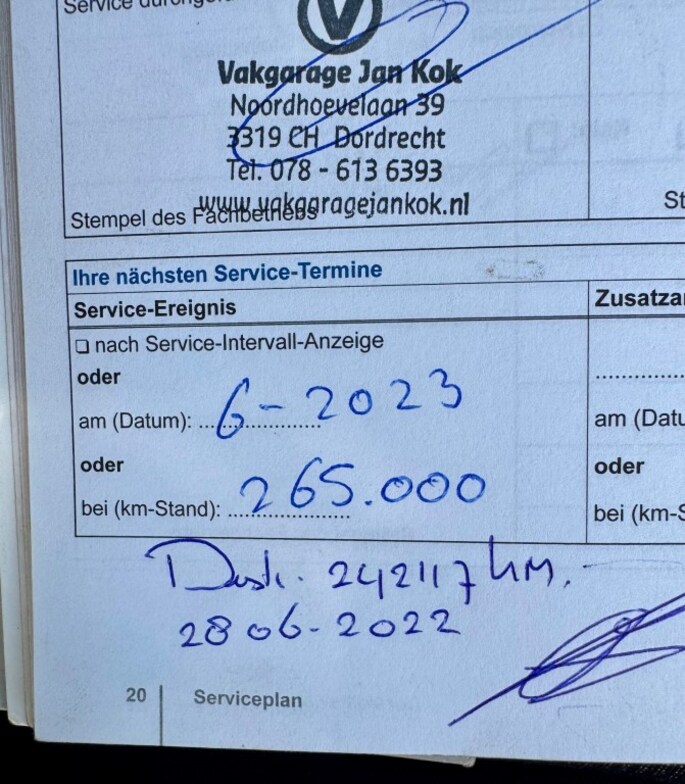 Service durchgef
V
Vakgarage Jan Kok
Noordhoevelaan 39
3319 CH Dordrecht
Tel. 078 - 613 6393
www.vakgaragejankok.nl
Stempel des Fachbetriebs
St
Ihre nächsten Service-Termine
Service-Ereignis
Zusatza
❏ nach Service-Intervall-Anzeige
oder
am (Datum): 6-2023
am (Datu
oder
oder
bei (km-Stand): 265.000
bei (km-S
242117 KM.
28 06-2022
20 Serviceplan